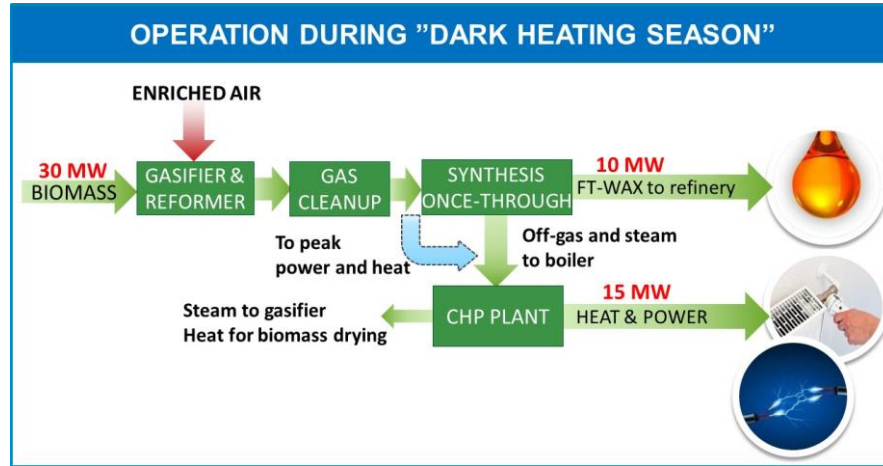 OPERATION DURING ”DARK HEATING SEASON”
ENRICHED AIR
30 MW
BIOMASS
GASIFIER &
REFORMER
GAS
CLEANUP
SYNTHESIS
ONCE-THROUGH
10 MW
FT-WAX to refinery
To peak
power and heat
Off-gas and steam
to boiler
Steam to gasifier
Heat for biomass drying
CHP PLANT
15 MW
HEAT & POWER